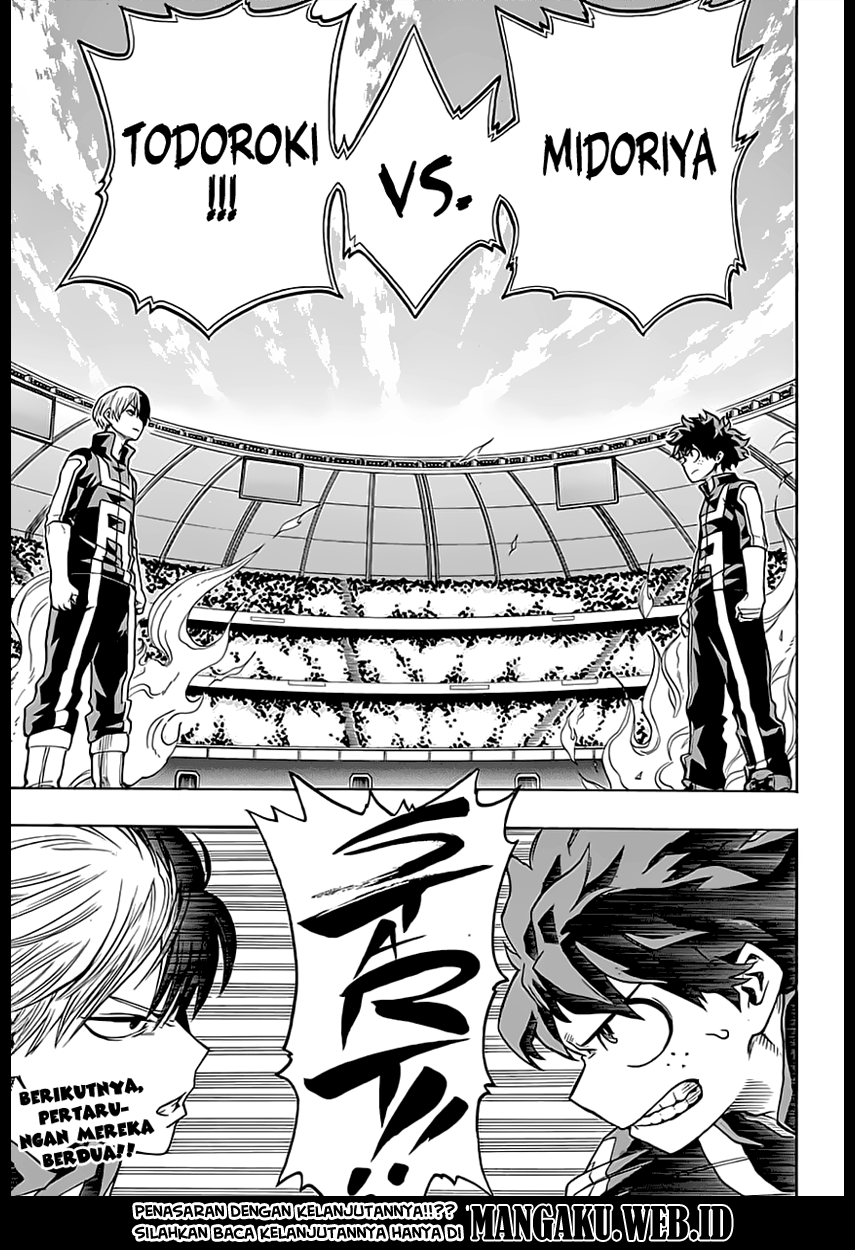 MIDORIYA
VS.
TODOROKI
!!!
START!!
BERIKUTNYA,
PERTARU-
NGAN MEREKA
BERDUA!!
PENASARAN DENGAN KELANJUTANNYA!!??
SILAHKAN BACA KELANJUTANNYA HANYA DI
MANGAKU.WEB.ID